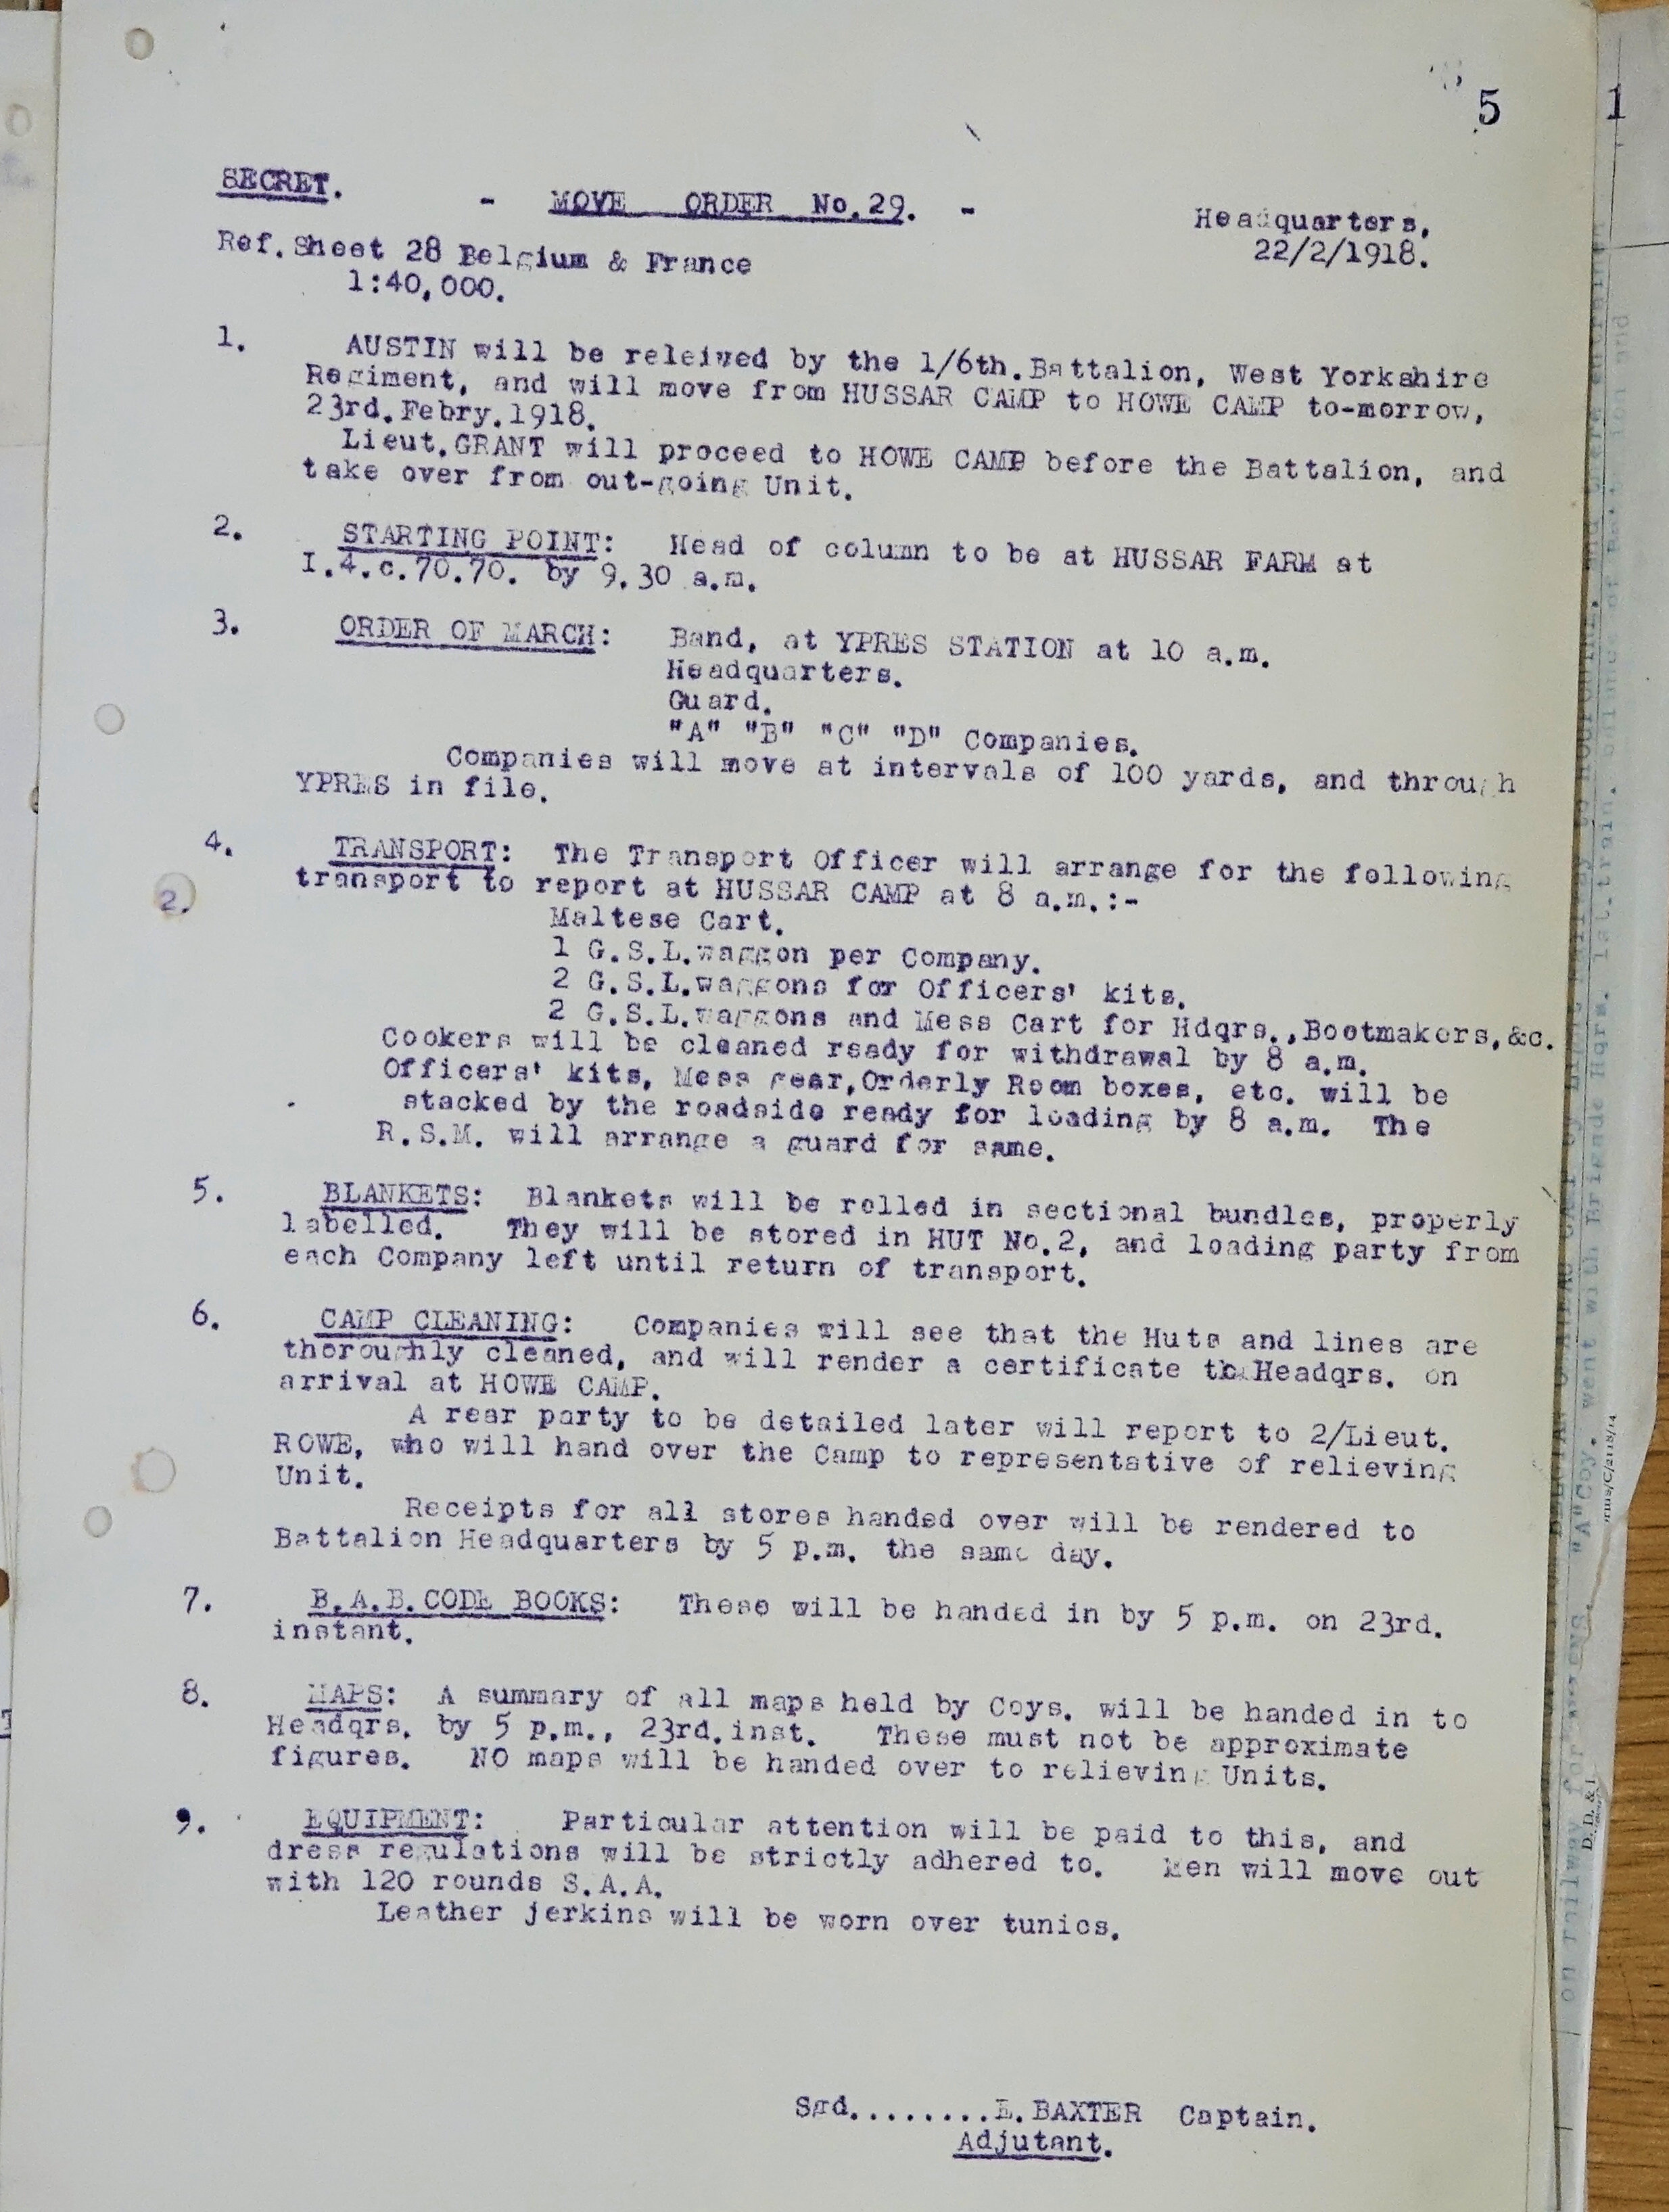 5
1
SECRET.
- MOVE ORDER No.29. -
Headquarters,
22/2/1918.
Ref.Sheet 28 Belgium & France
1:40,000.
1. AUSTIN will be releived by the 1/6th.Battalion, West Yorkshire
Regiment, and will move from HUSSAR CAMP to HOWE CAMP to-morrow,
23rd.Febry.1918.
Lieut.GRANT will proceed to HOWE CAMP before the Battalion, and
take over from out-going Unit.
2. STARTING POINT: Head of column to be at HUSSAR FARM at
I.4.c.70.70. by 9.30 a.m.
3. ORDER OF MARCH: Band, at YPRES STATION at 10 a.m.
Headquarters.
Guard.
"A" "B" "C" "D" Companies.
Companies will move at intervals of 100 yards, and through
YPRES in file.
4. TRANSPORT: The Transport Officer will arrange for the following
transport to report at HUSSAR CAMP at 8 a.m.:-
2.
Maltese Cart.
1 G.S.L.waggon per Company.
2 G.S.L.waggons for Officers' kits.
2 G.S.L.waggons and Mess Cart for Hdqrs.,Bootmakers,&c.
Cookers will be cleaned ready for withdrawal by 8 a.m.
Officers' kits, Mess gear,Orderly Room boxes, etc. will be
stacked by the roadside ready for loading by 8 a.m. The
R.S.M. will arrange a guard for same.
5. BLANKETS: Blankets will be rolled in sectional bundles, properly
labelled. They will be stored in HUT No.2, and loading party from
each Company left until return of transport.
6. CAMP CLEANING: Companies will see that the Huts and lines are
thoroughly cleaned, and will render a certificate to Headqrs. on
arrival at HOWE CAMP.
A rear party to be detailed later will report to 2/Lieut.
ROWE, who will hand over the Camp to representative of relieving
Unit.
Receipts for all stores handed over will be rendered to
Battalion Headquarters by 5 p.m. the same day.
7. B.A.B.CODE BOOKS: These will be handed in by 5 p.m. on 23rd.
instant.
8. MAPS: A summary of all maps held by Coys. will be handed in to
Headqrs. by 5 p.m., 23rd.inst. These must not be approximate
figures. NO maps will be handed over to relieving Units.
9. EQUIPMENT: Particular attention will be paid to this, and
dress regulations will be strictly adhered to. Men will move out
with 120 rounds S.A.A.
Leather jerkins will be worn over tunics.
Sgd........E.BAXTER Captain.
Adjutant.
on railway for
"A"Coy. went with Brigade Hqrs. 1st.train, balance of
D. D. & L